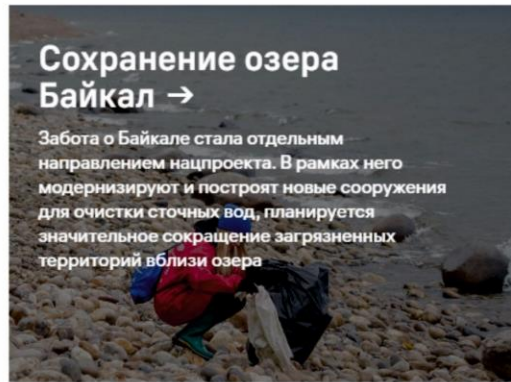 Сохранение озера
Байкал →
Забота о Байкале стала отдельным
направлением нацпроекта. В рамках него
модернизируют и построят новые сооружения
для очистки сточных вод, планируется
значительное сокращение загрязненных
территорий вблизи озера